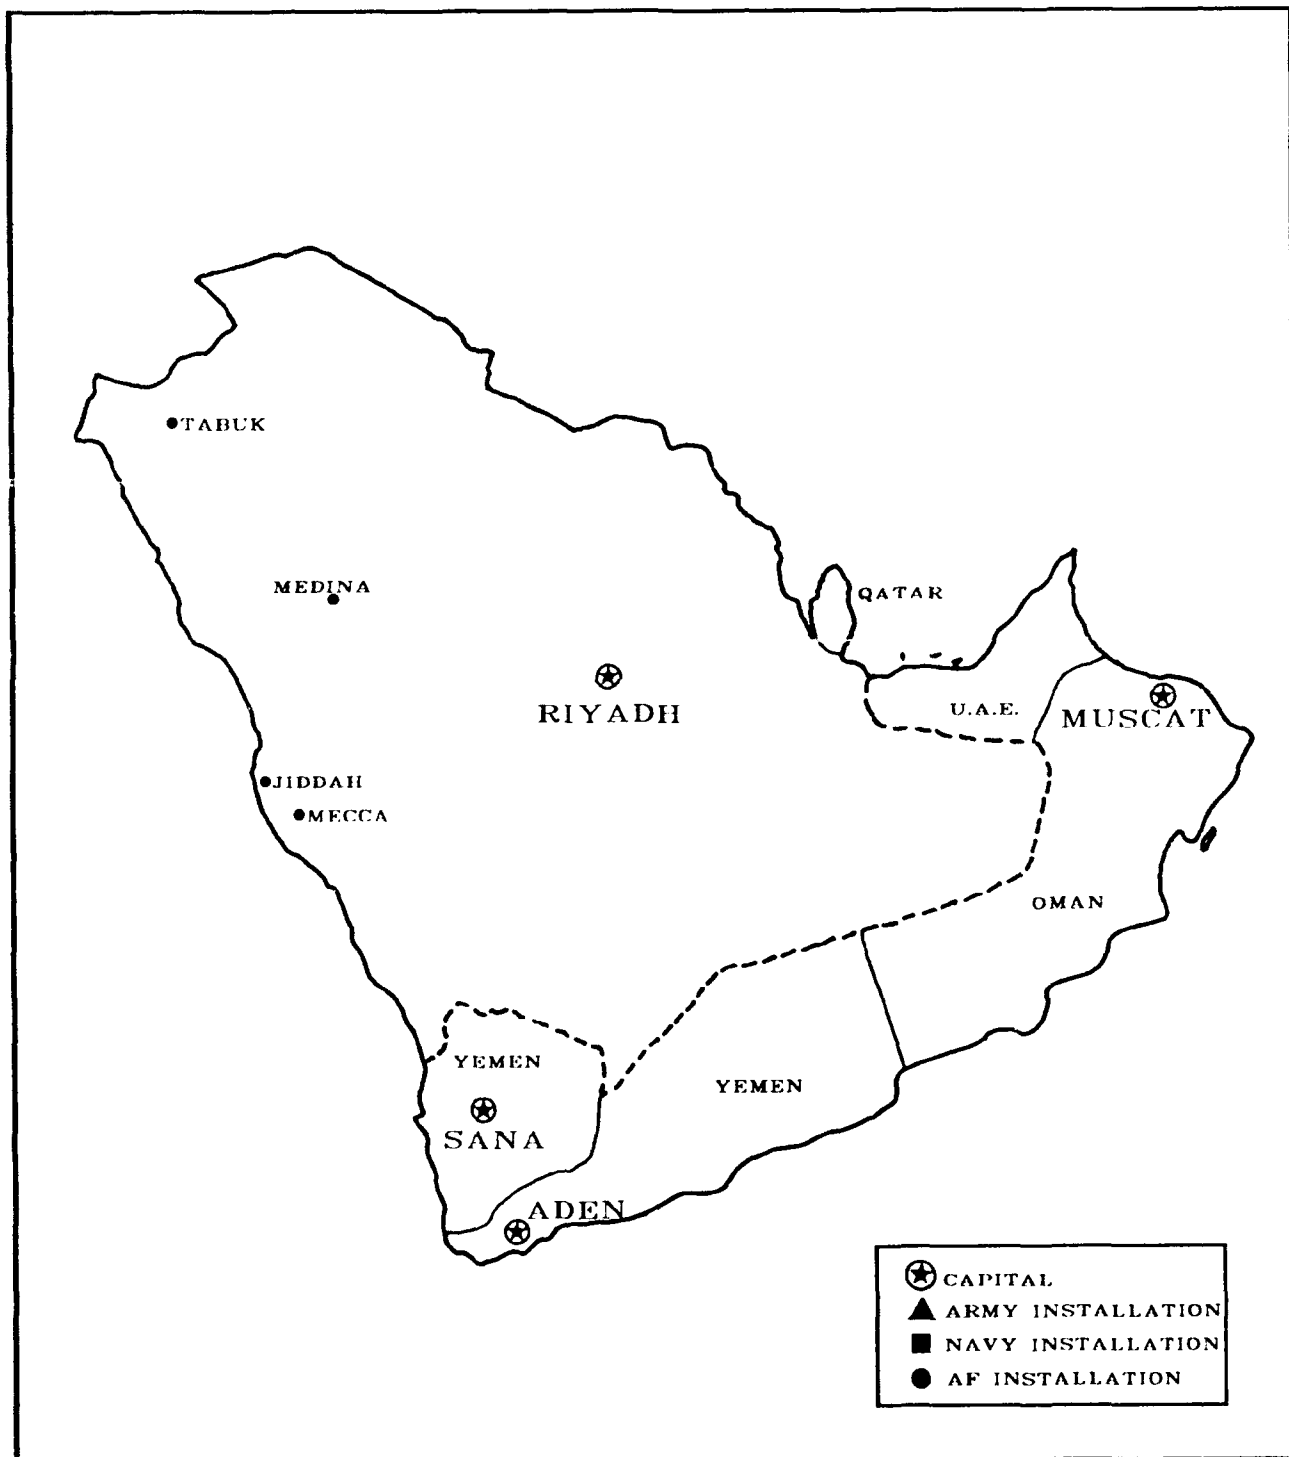 TABUK
MEDINA
QATAR
RIYADH
U.A.E.
MUSCAT
JIDDAH
MECCA
OMAN
YEMEN
YEMEN
SANA
ADEN
CAPITAL
ARMY INSTALLATION
NAVY INSTALLATION
AF INSTALLATION